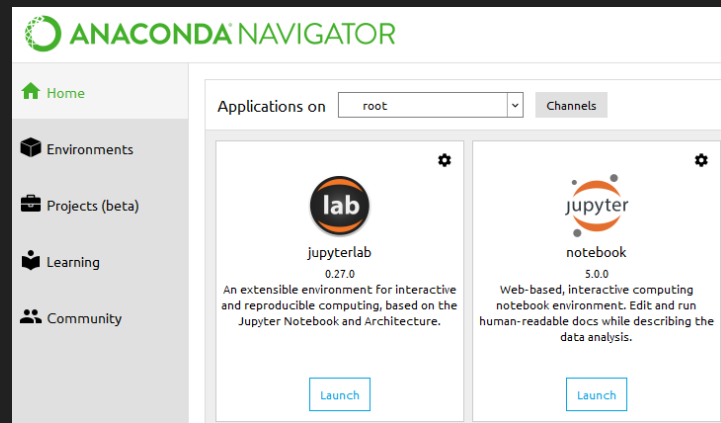 ANACONDA NAVIGATOR
Home
Environments
Projects (beta)
Learning
Community
Applications on root Channels
lab
jupyterlab
0.27.0
An extensible environment for interactive
and reproducible computing, based on the
Jupyter Notebook and Architecture.
Launch
jupyter
notebook
5.0.0
Web-based, interactive computing
notebook environment. Edit and run
human-readable docs while describing the
data analysis.
Launch